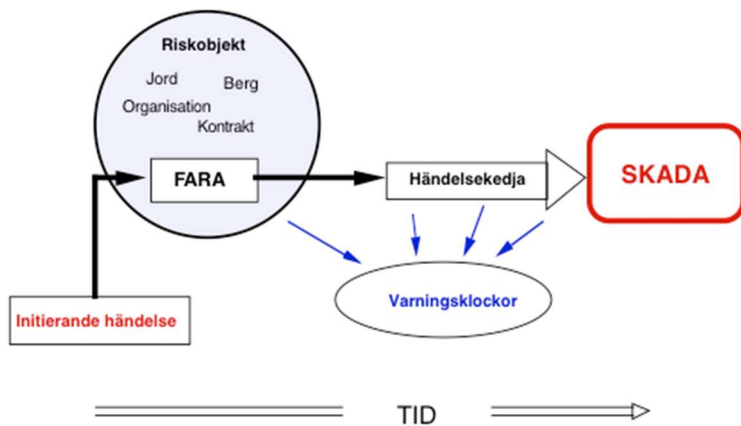 Riskobjekt
Jord
Berg
Organisation
Kontrakt
FARA
Händelsekedja
SKADA
Varningsklockor
Initierande händelse
TID